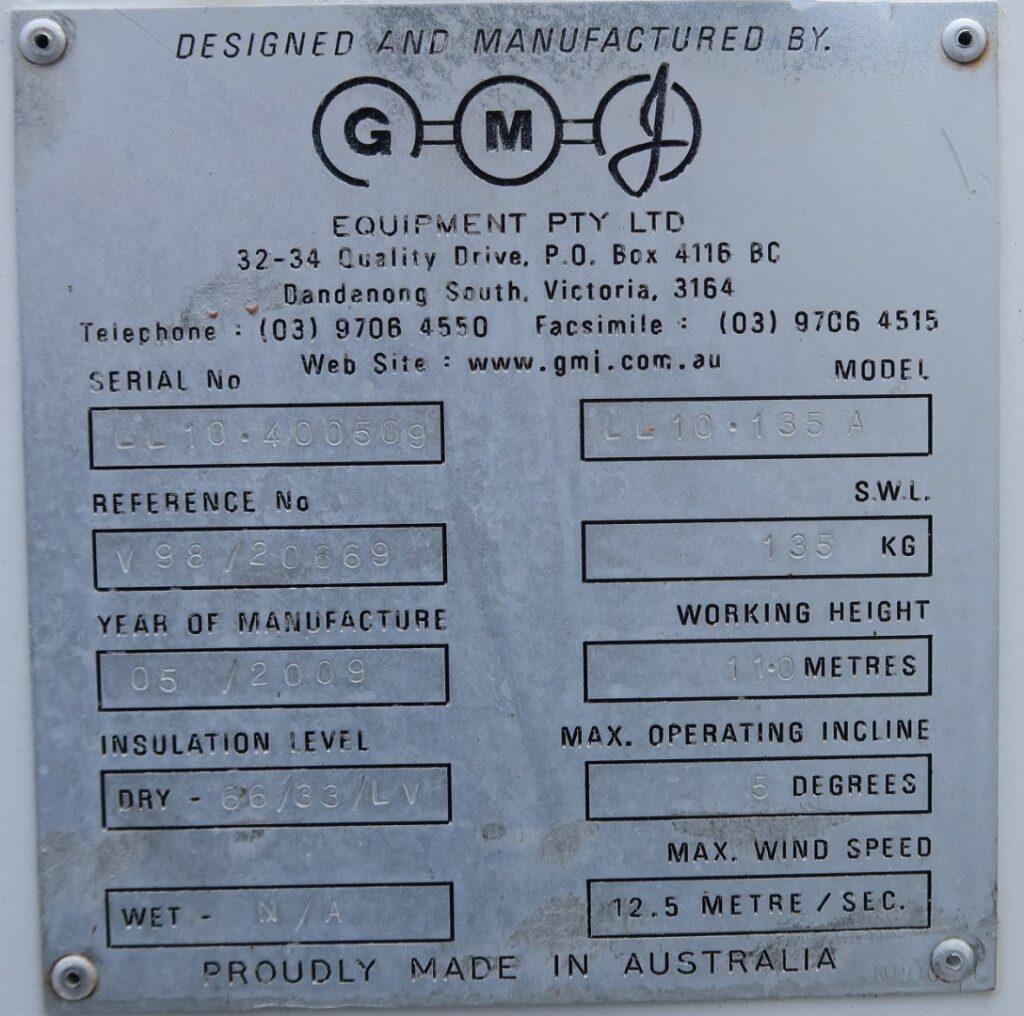 DESIGNED AND MANUFACTURED BY.
G M J
EQUIPMENT PTY LTD
32-34 Quality Drive, P.O. Box 4116 BC
Dandenong South, Victoria, 3164
Telephone : (03) 9706 4550 Facsimile : (03) 9706 4515
Web Site : www.gmj.com.au
SERIAL No MODEL
LL10·400509 LL10·135 A
REFERENCE No S.W.L.
V98/20669 135 KG
YEAR OF MANUFACTURE WORKING HEIGHT
05 /2009 11·0 METRES
INSULATION LEVEL MAX. OPERATING INCLINE
DRY - 66/33/LV 5 DEGREES
MAX. WIND SPEED
WET - N/A 12.5 METRE / SEC.
PROUDLY MADE IN AUSTRALIA